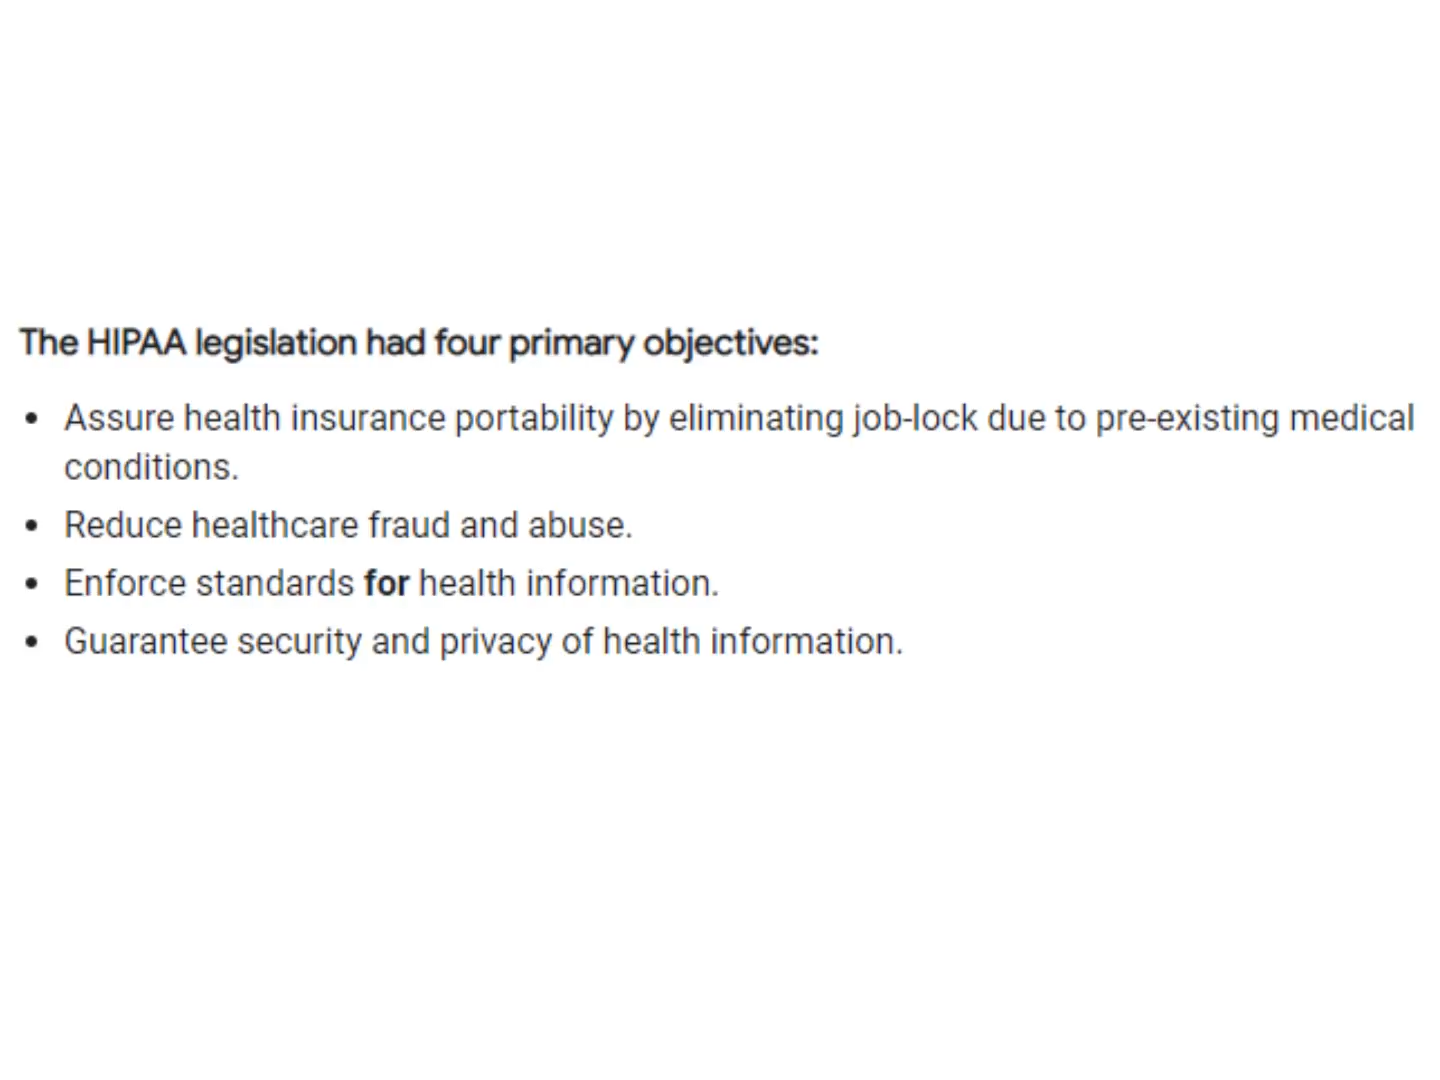 The HIPAA legislation had four primary objectives:
• Assure health insurance portability by eliminating job-lock due to pre-existing medical
conditions.
• Reduce healthcare fraud and abuse.
• Enforce standards for health information.
• Guarantee security and privacy of health information.